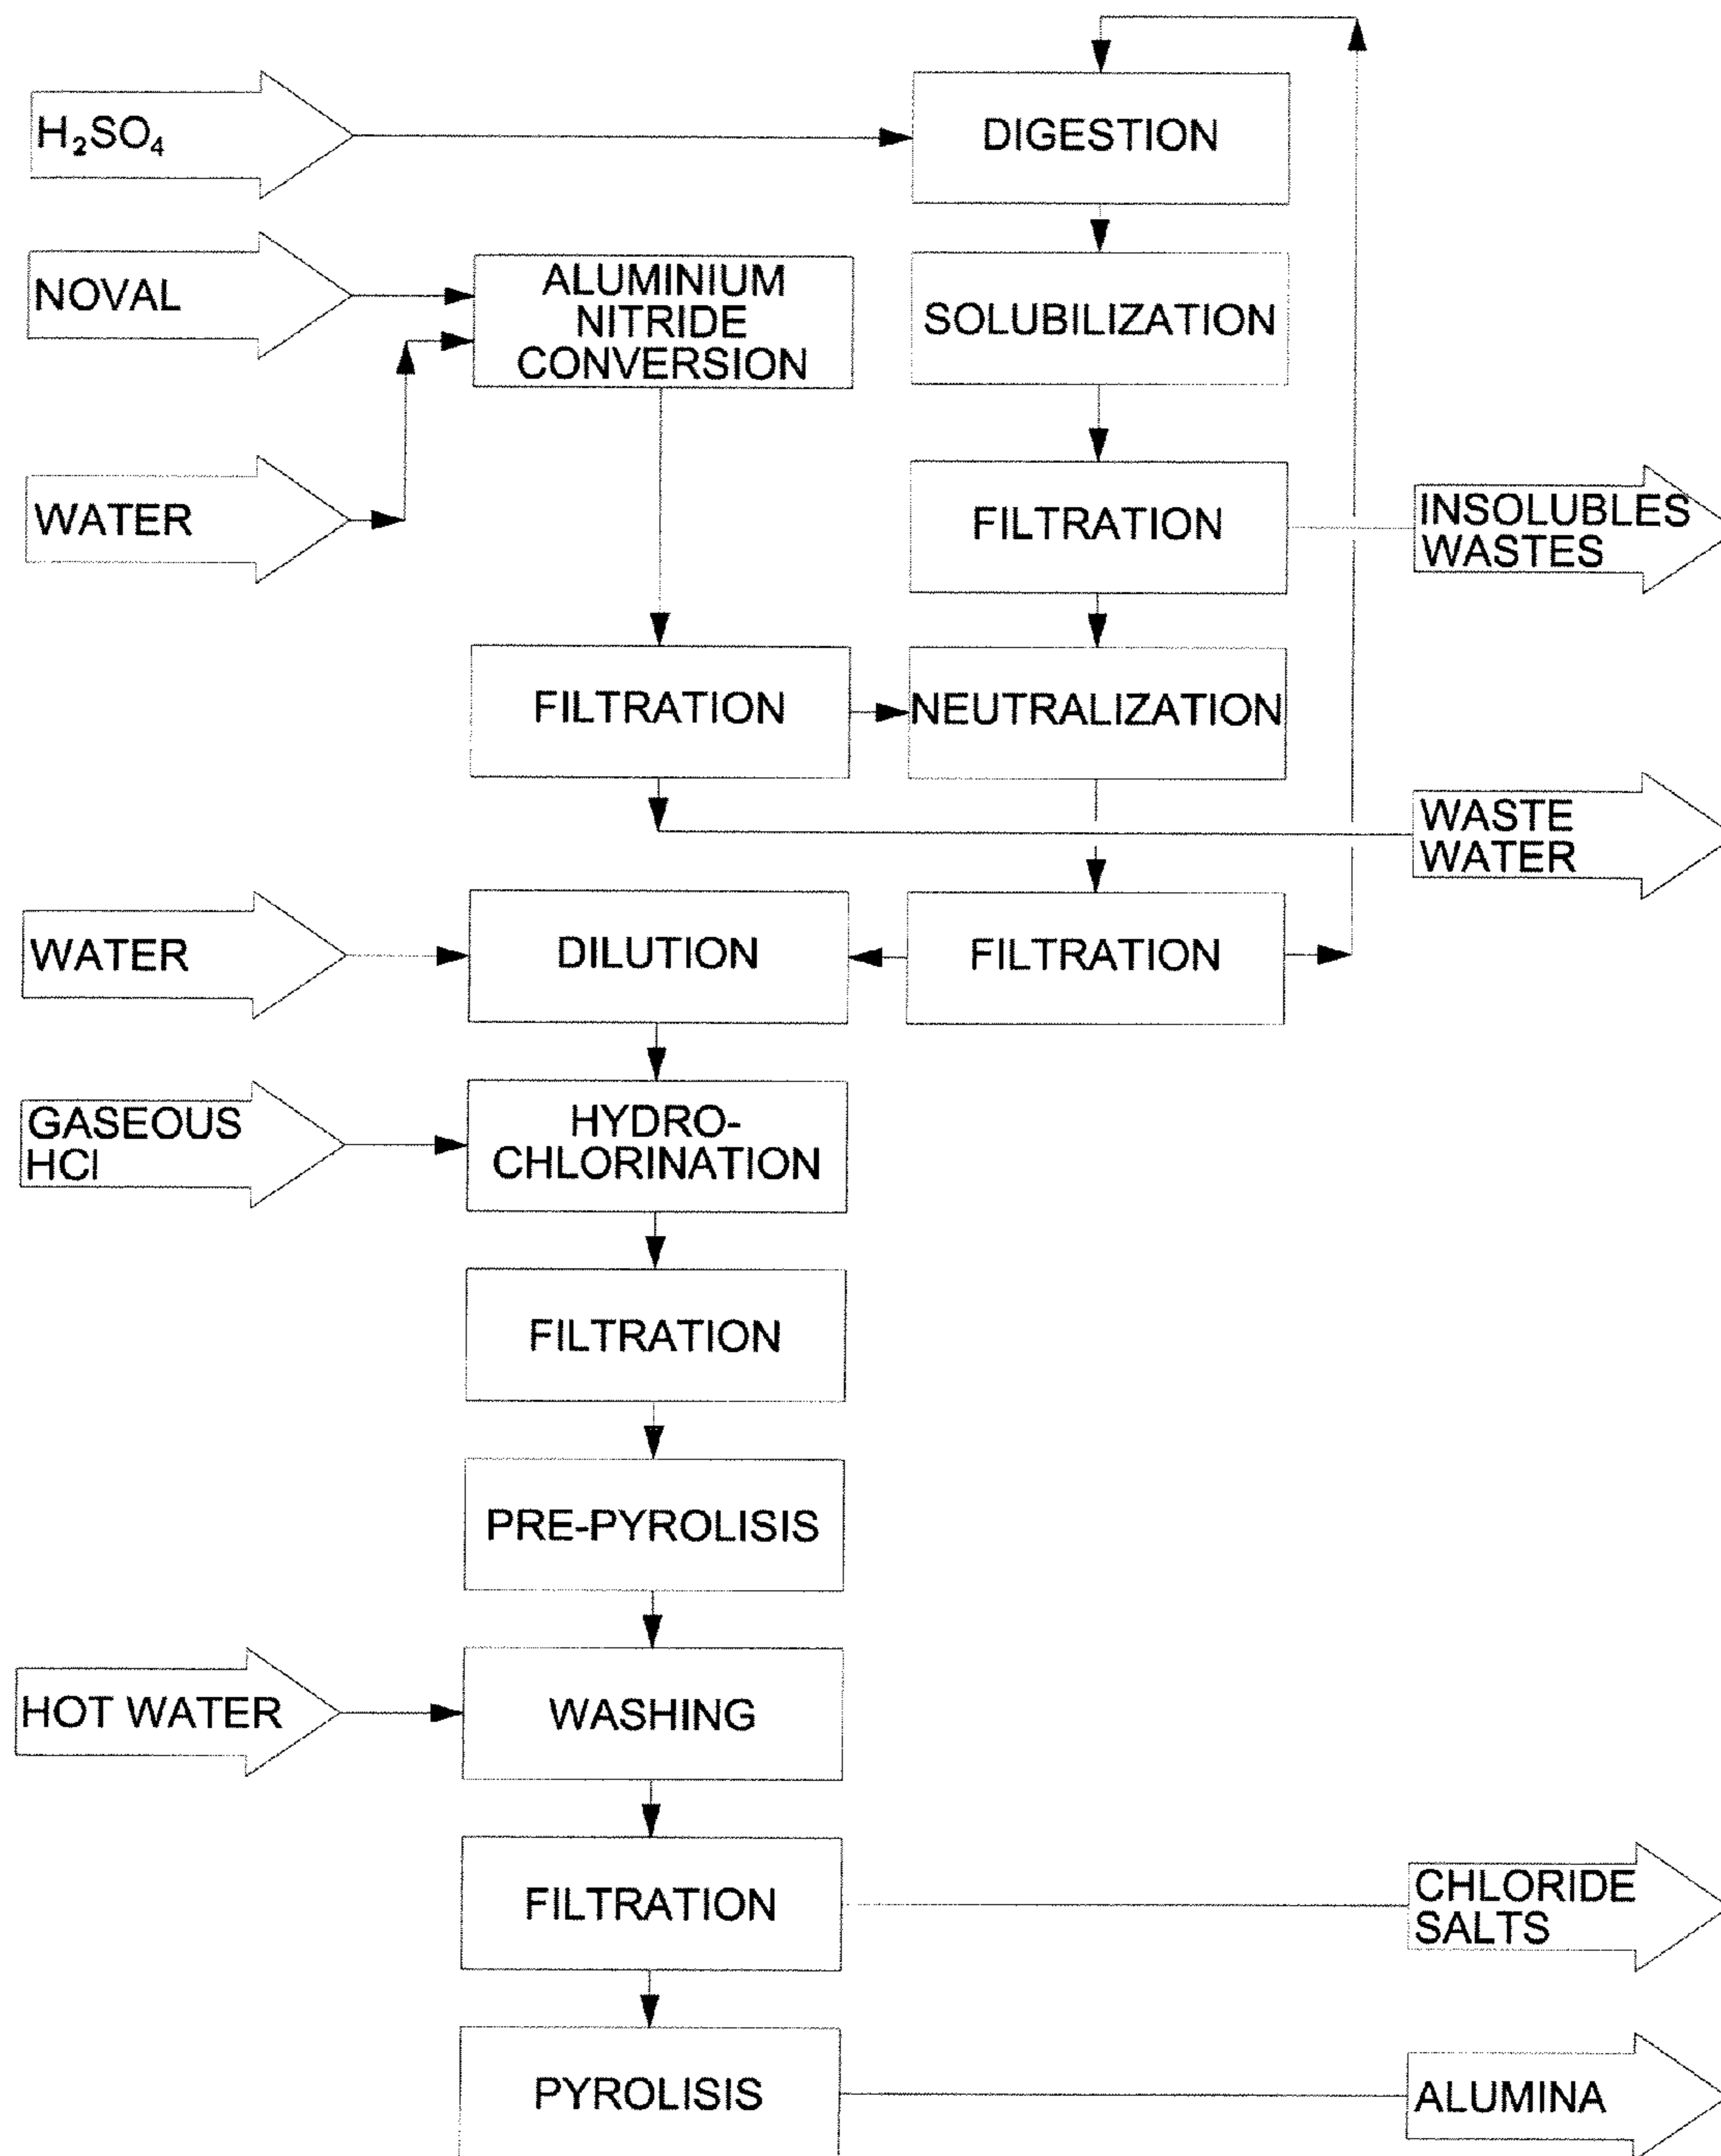 H₂SO₄
DIGESTION
NOVAL
ALUMINIUM
NITRIDE
CONVERSION
SOLUBILIZATION
WATER
FILTRATION
INSOLUBLES
WASTES
FILTRATION
NEUTRALIZATION
WASTE
WATER
WATER
DILUTION
FILTRATION
GASEOUS
HCl
HYDRO-
CHLORINATION
FILTRATION
PRE-PYROLISIS
HOT WATER
WASHING
FILTRATION
CHLORIDE
SALTS
PYROLISIS
ALUMINA